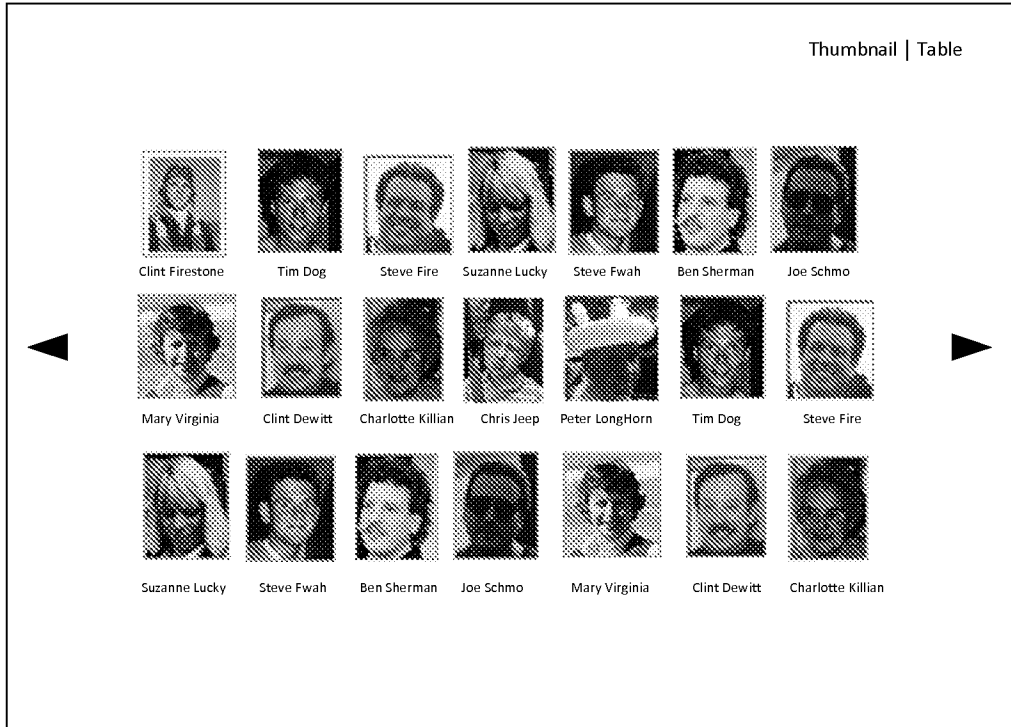 Thumbnail | Table
Clint Firestone Tim Dog Steve Fire Suzanne Lucky Steve Fwah Ben Sherman Joe Schmo
Mary Virginia Clint Dewitt Charlotte Killian Chris Jeep Peter LongHorn Tim Dog Steve Fire
Suzanne Lucky Steve Fwah Ben Sherman Joe Schmo Mary Virginia Clint Dewitt Charlotte Killian